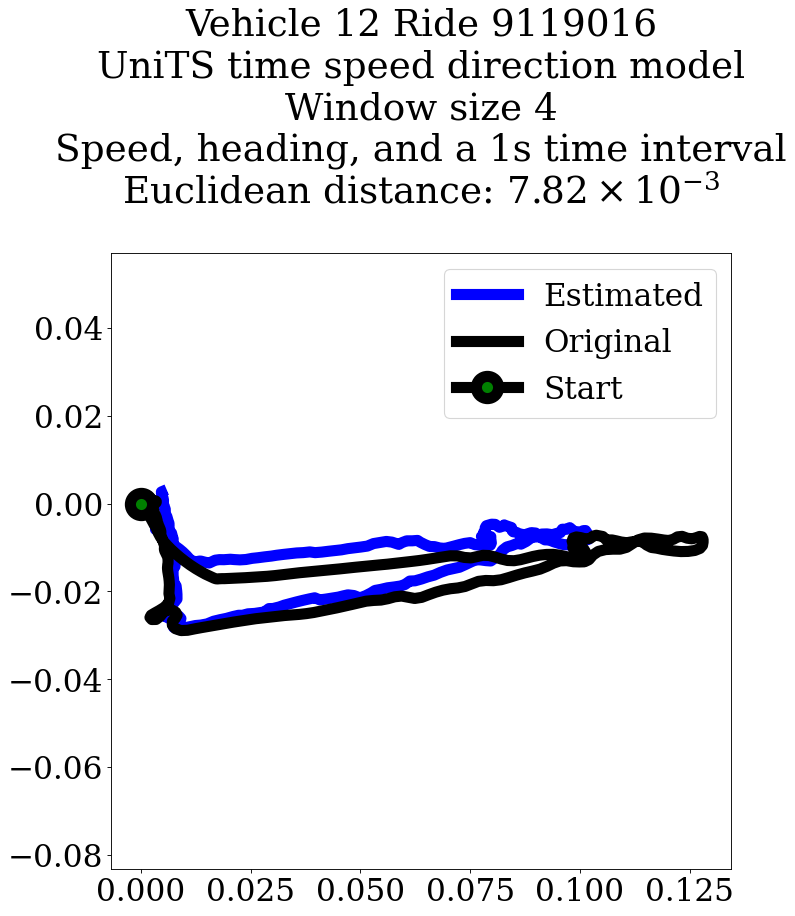 Vehicle 12 Ride 9119016
UniTS time speed direction model
Window size 4
Speed, heading, and a 1s time interval
Euclidean distance: 7.82 × 10⁻³
Estimated
Original
Start
0.04
0.02
0.00
−0.02
−0.04
−0.06
−0.08
0.000 0.025 0.050 0.075 0.100 0.125